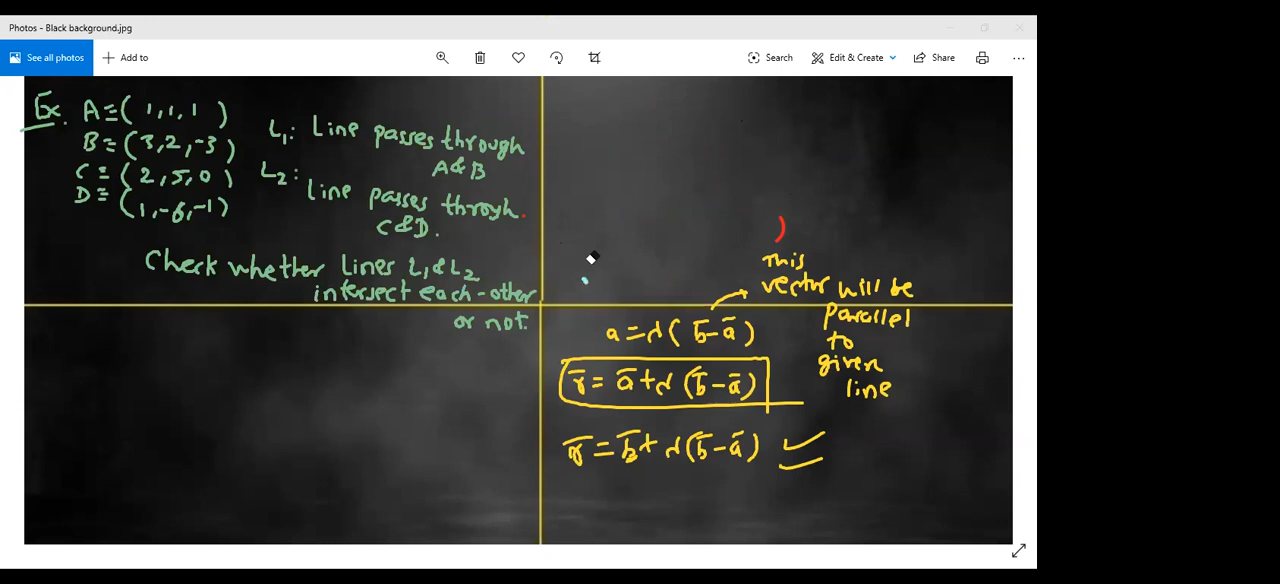 Photos - Black background.jpg
See all photos
Add to
Search
Edit & Create
Share
Ex. A≡(1,1,1)
B≡(3,2,-3)
C≡(2,5,0)
D≡(1,-6,-1)
L₁: Line passes through
A&B
L₂: Line passes through.
C&D.
Check whether Lines L₁&L₂
intersect each-other
or not.
)
This
vector will be
parallel
to
given
line
a=λ(b̄-ā)
r̄=ā+λ(b̄-ā)
r̄=b̄+λ(b̄-ā)